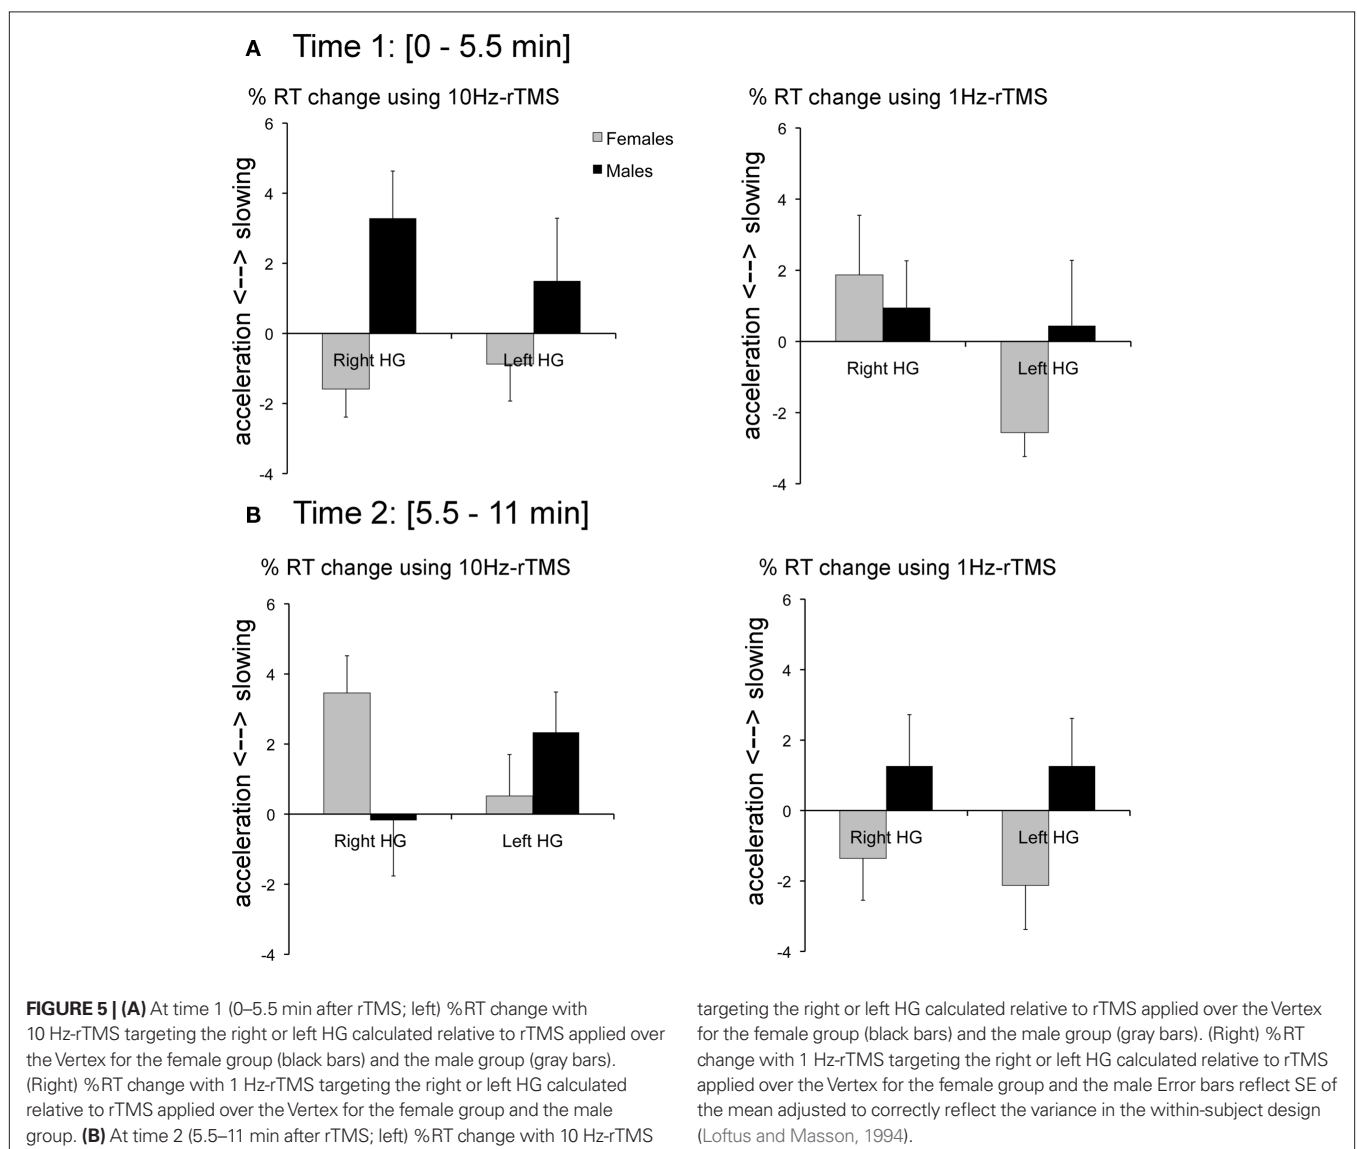 A Time 1: [0 - 5.5 min]
% RT change using 10Hz-rTMS
6
4
2
0
-2
-4
acceleration <--> slowing
Females
Males
Right HG
Left HG
% RT change using 1Hz-rTMS
6
4
2
0
-2
-4
acceleration <--> slowing
Right HG
Left HG
B Time 2: [5.5 - 11 min]
% RT change using 10Hz-rTMS
6
4
2
0
-2
-4
acceleration <--> slowing
Right HG
Left HG
% RT change using 1Hz-rTMS
6
4
2
0
-2
-4
acceleration <--> slowing
Right HG
Left HG
FIGURE 5 | (A) At time 1 (0–5.5 min after rTMS; left) %RT change with
10 Hz-rTMS targeting the right or left HG calculated relative to rTMS applied over
the Vertex for the female group (black bars) and the male group (gray bars).
(Right) %RT change with 1 Hz-rTMS targeting the right or left HG calculated
relative to rTMS applied over the Vertex for the female group and the male
group. (B) At time 2 (5.5–11 min after rTMS; left) %RT change with 10 Hz-rTMS
targeting the right or left HG calculated relative to rTMS applied over the Vertex
for the female group (black bars) and the male group (gray bars). (Right) %RT
change with 1 Hz-rTMS targeting the right or left HG calculated relative to rTMS
applied over the Vertex for the female group and the male Error bars reflect SE of
the mean adjusted to correctly reflect the variance in the within-subject design
(Loftus and Masson, 1994).